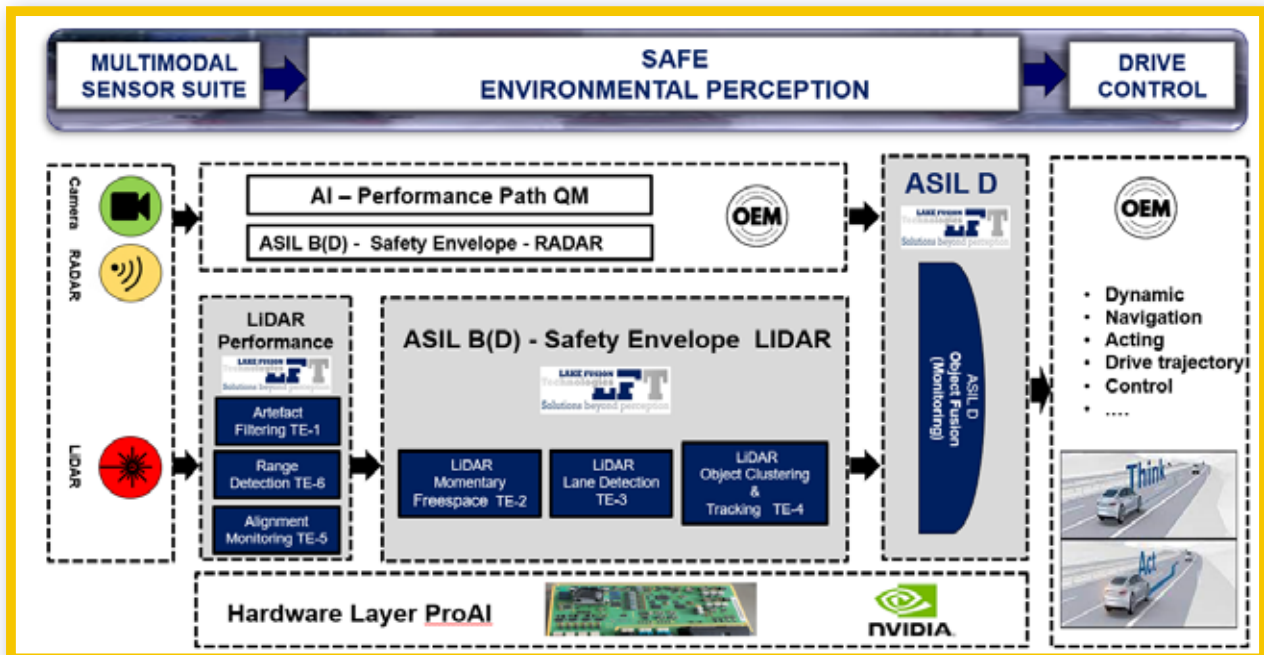 MULTIMODAL
SENSOR SUITE
SAFE
ENVIRONMENTAL PERCEPTION
DRIVE
CONTROL
Camera
RADAR
LiDAR
AI – Performance Path QM
ASIL B(D) - Safety Envelope - RADAR
OEM
LiDAR
Performance
LAKE FUSION
Technologies
LFT
Solutions beyond perception
Artefact
Filtering TE-1
Range
Detection TE-6
Alignment
Monitoring TE-5
ASIL B(D) - Safety Envelope LIDAR
LAKE FUSION
Technologies
LFT
Solutions beyond perception
LiDAR
Momentary
Freespace TE-2
LiDAR
Lane Detection
TE-3
LiDAR
Object Clustering
&
Tracking TE-4
ASIL D
LAKE FUSION
Technologies
LFT
Solutions beyond perception
ASIL D
Object Fusion
(Monitoring)
OEM
• Dynamic
• Navigation
• Acting
• Drive trajectory
• Control
• ....
Think
Act
Hardware Layer ProAI
NVIDIA.